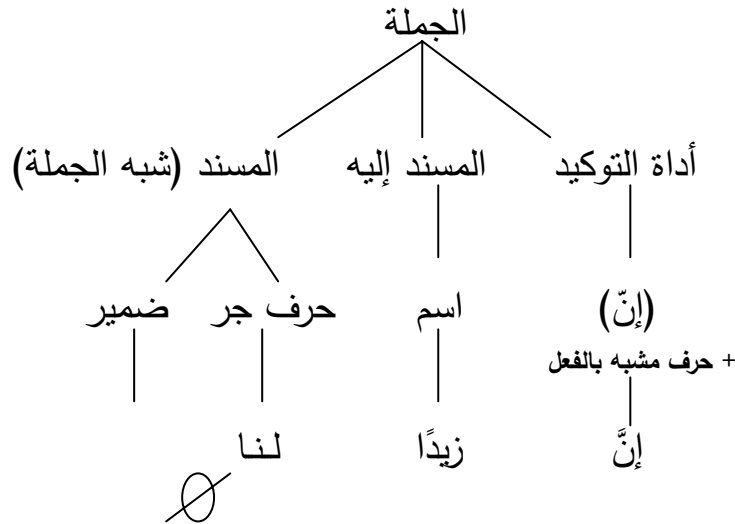 الجملة
أداة التوكيد المسند إليه المسند (شبه الجملة)
(إنّ) اسم حرف جر ضمير
+ حرف مشبه بالفعل
إنَّ زيدًا لـنـا
∅